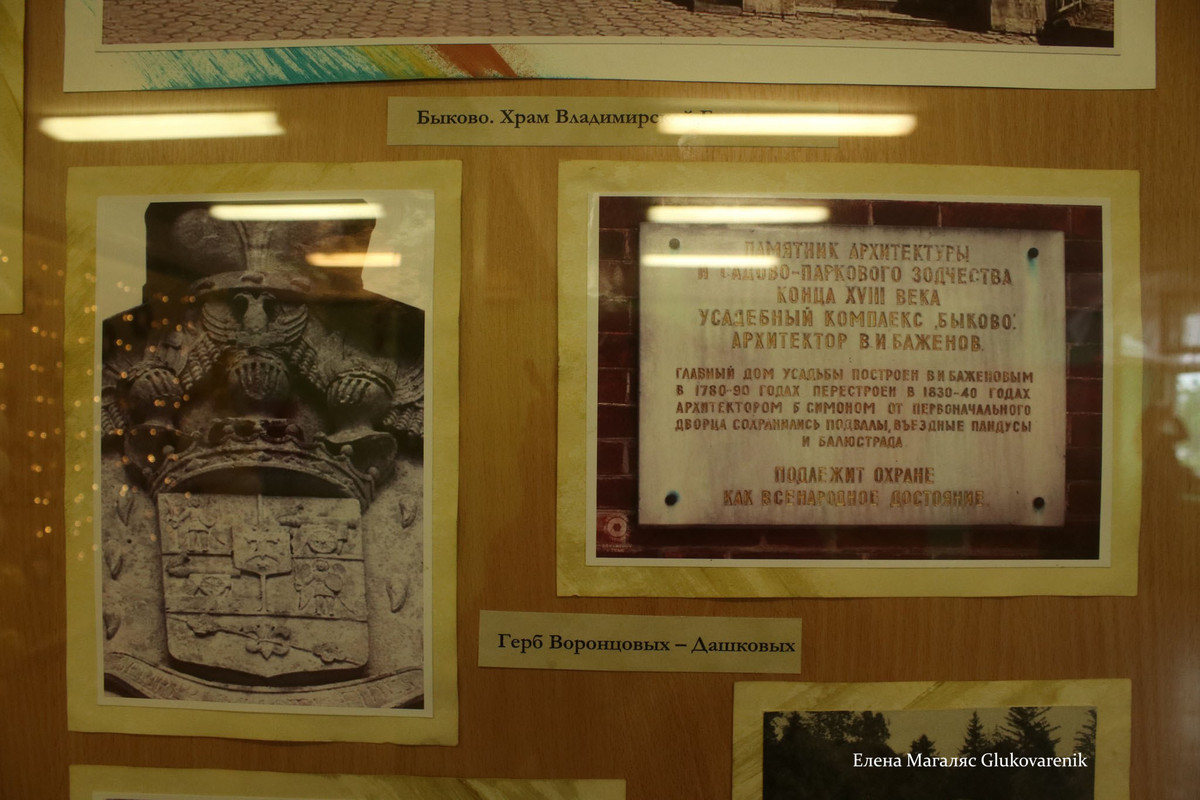 Быково. Храм Владимирской
ПАМЯТНИК АРХИТЕКТУРЫ
И САДОВО-ПАРКОВОГО ЗОДЧЕСТВА
КОНЦА XVIII ВЕКА
УСАДЕБНЫЙ КОМПЛЕКС „БЫКОВО".
АРХИТЕКТОР В.И БАЖЕНОВ.
ГЛАВНЫЙ ДОМ УСАДЬБЫ ПОСТРОЕН В И БАЖЕНОВЫМ
В 1780-90 ГОДАХ ПЕРЕСТРОЕН В 1830-40 ГОДАХ
АРХИТЕКТОРОМ Б СИМОНОМ ОТ ПЕРВОНАЧАЛЬНОГО
ДВОРЦА СОХРАНИЛИСЬ ПОДВАЛЫ, ВЪЕЗДНЫЕ ПАНДУСЫ
И БАЛЮСТРАДА
ПОДЛЕЖИТ ОХРАНЕ
КАК ВСЕНАРОДНОЕ ДОСТОЯНИЕ.
Герб Воронцовых – Дашковых
Елена Магаляс Glukovarenik